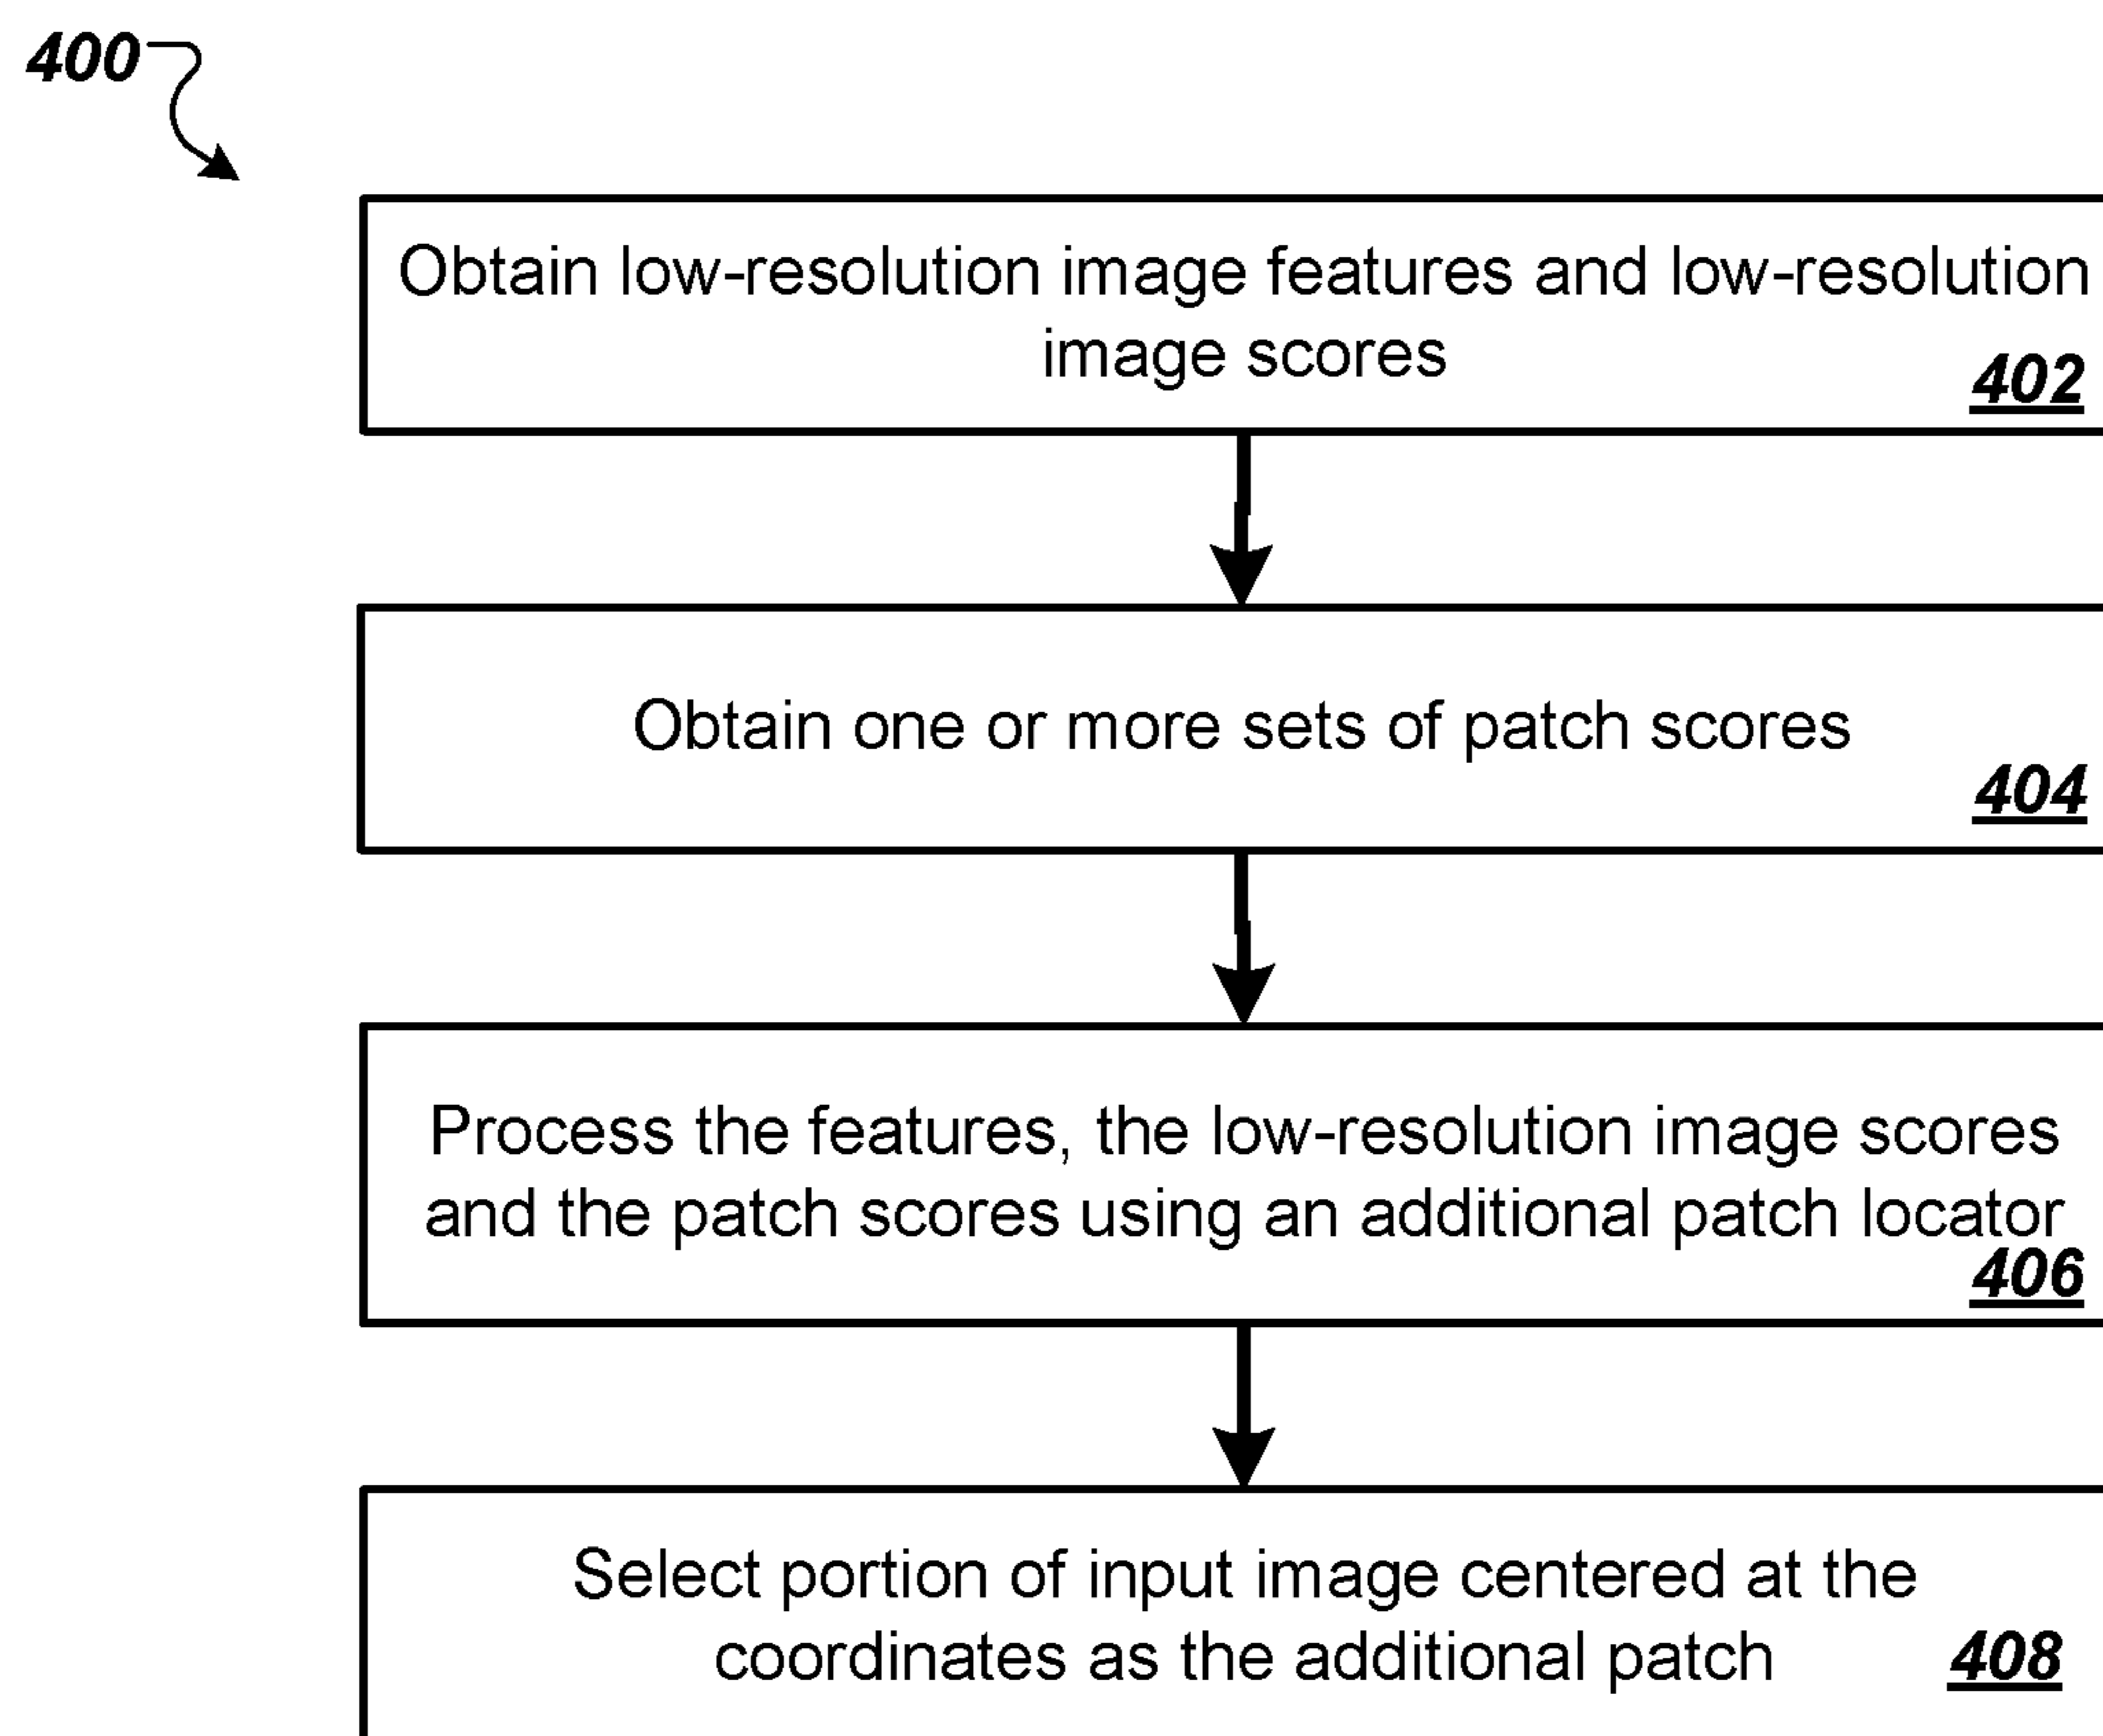 400
Obtain low-resolution image features and low-resolution
image scores
402
Obtain one or more sets of patch scores
404
Process the features, the low-resolution image scores
and the patch scores using an additional patch locator
406
Select portion of input image centered at the
coordinates as the additional patch
408